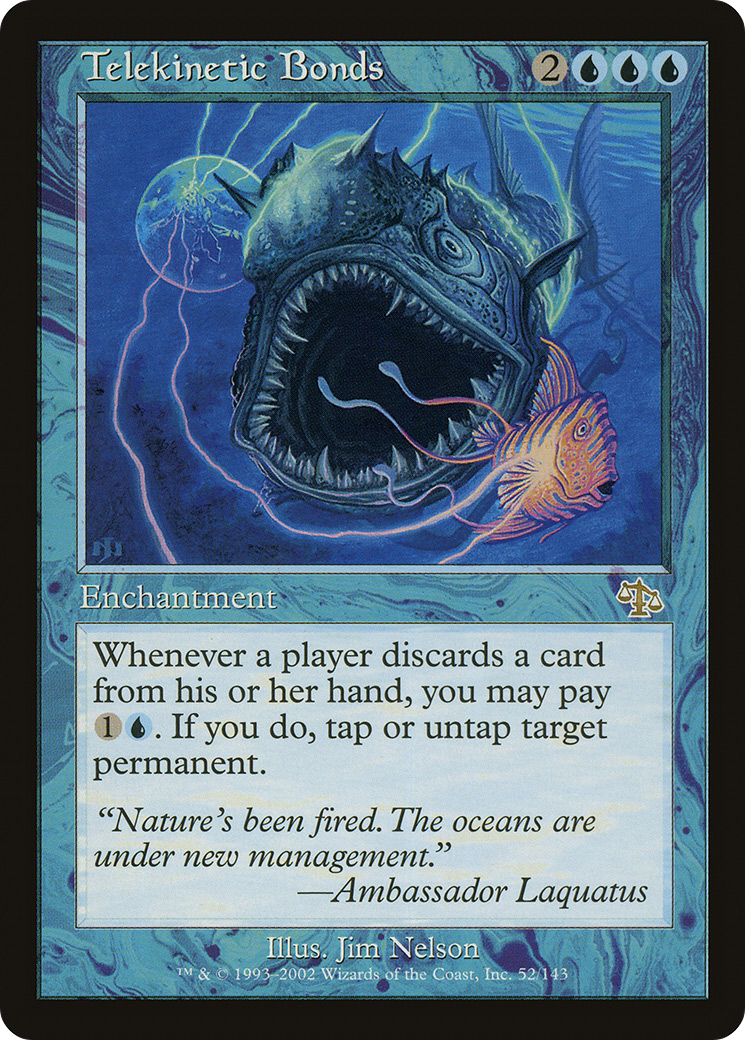 Telekinetic Bonds 2
Enchantment
Whenever a player discards a card
from his or her hand, you may pay
1 . If you do, tap or untap target
permanent.
“Nature’s been fired. The oceans are
under new management.”
—Ambassador Laquatus
Illus. Jim Nelson
™ & © 1993–2002 Wizards of the Coast, Inc. 52/143